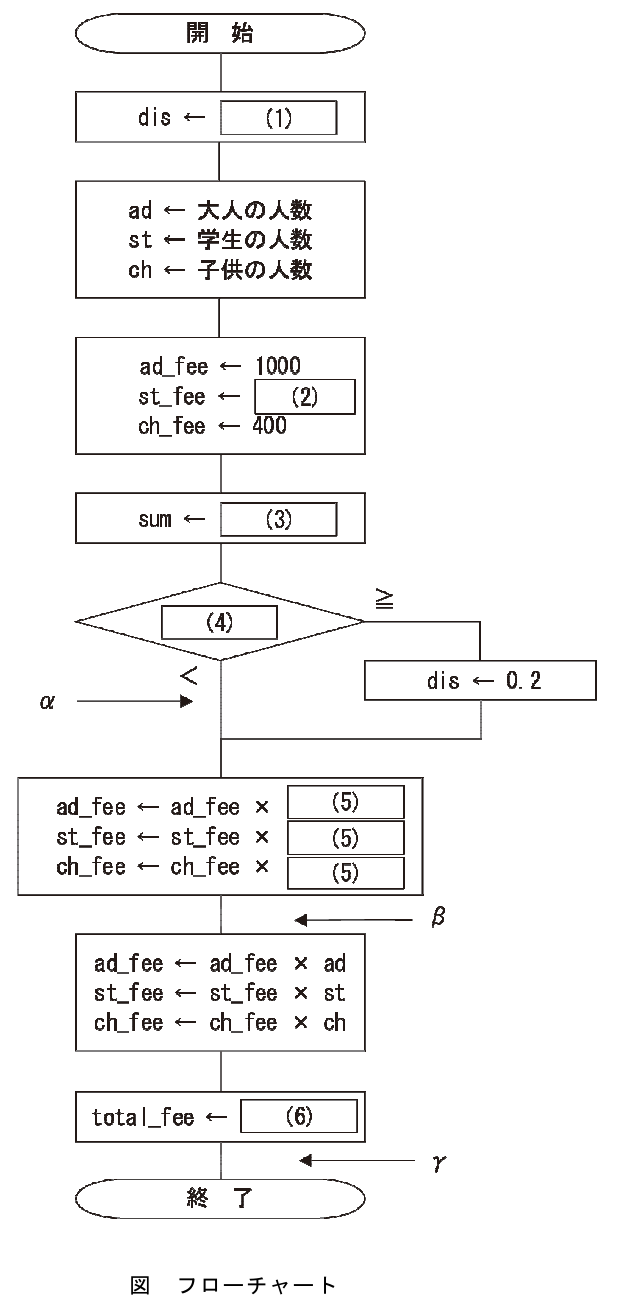 開 始
dis ← (1)
ad ← 大人の人数
st ← 学生の人数
ch ← 子供の人数
ad_fee ← 1000
st_fee ← (2)
ch_fee ← 400
sum ← (3)
(4)
≧
<
dis ← 0.2
α
ad_fee ← ad_fee × (5)
st_fee ← st_fee × (5)
ch_fee ← ch_fee × (5)
β
ad_fee ← ad_fee × ad
st_fee ← st_fee × st
ch_fee ← ch_fee × ch
total_fee ← (6)
γ
終 了
図 フローチャート